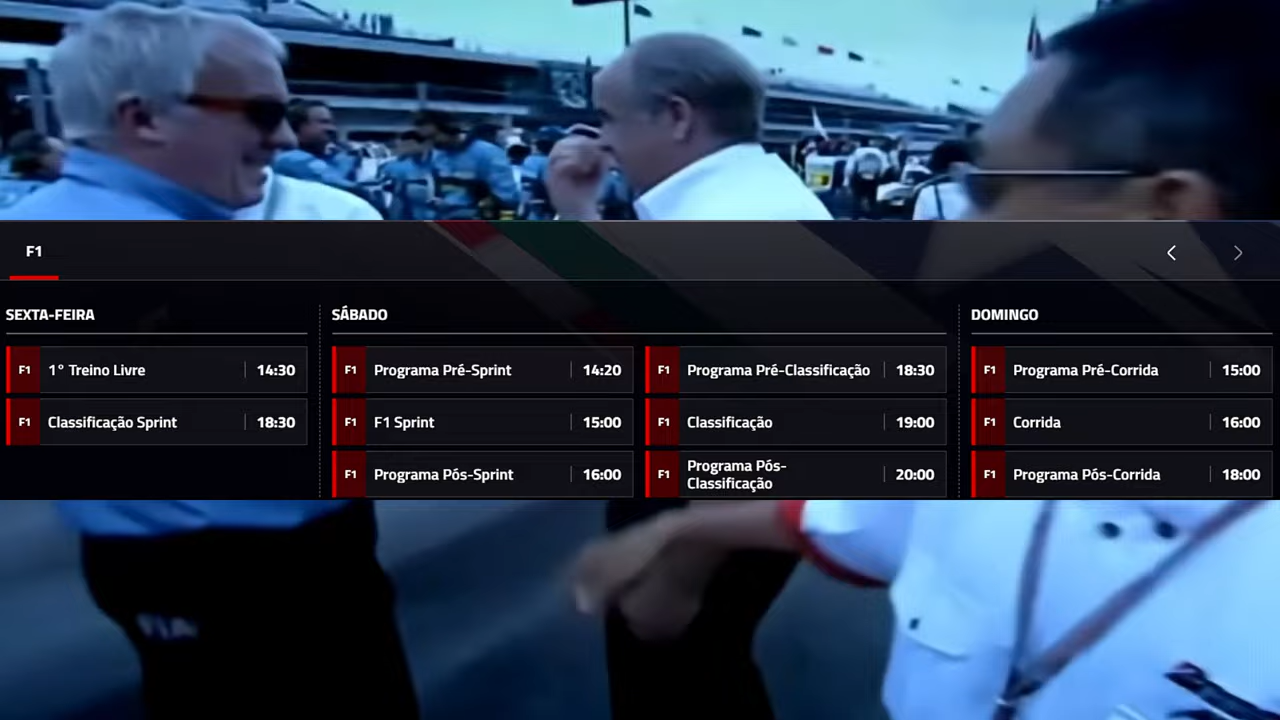 F1
SEXTA-FEIRA
F1 1° Treino Livre 14:30
F1 Classificação Sprint 18:30
SÁBADO
F1 Programa Pré-Sprint 14:20
F1 F1 Sprint 15:00
F1 Programa Pós-Sprint 16:00
F1 Programa Pré-Classificação 18:30
F1 Classificação 19:00
F1 Programa Pós-
Classificação 20:00
DOMINGO
F1 Programa Pré-Corrida 15:00
F1 Corrida 16:00
F1 Programa Pós-Corrida 18:00
FIA